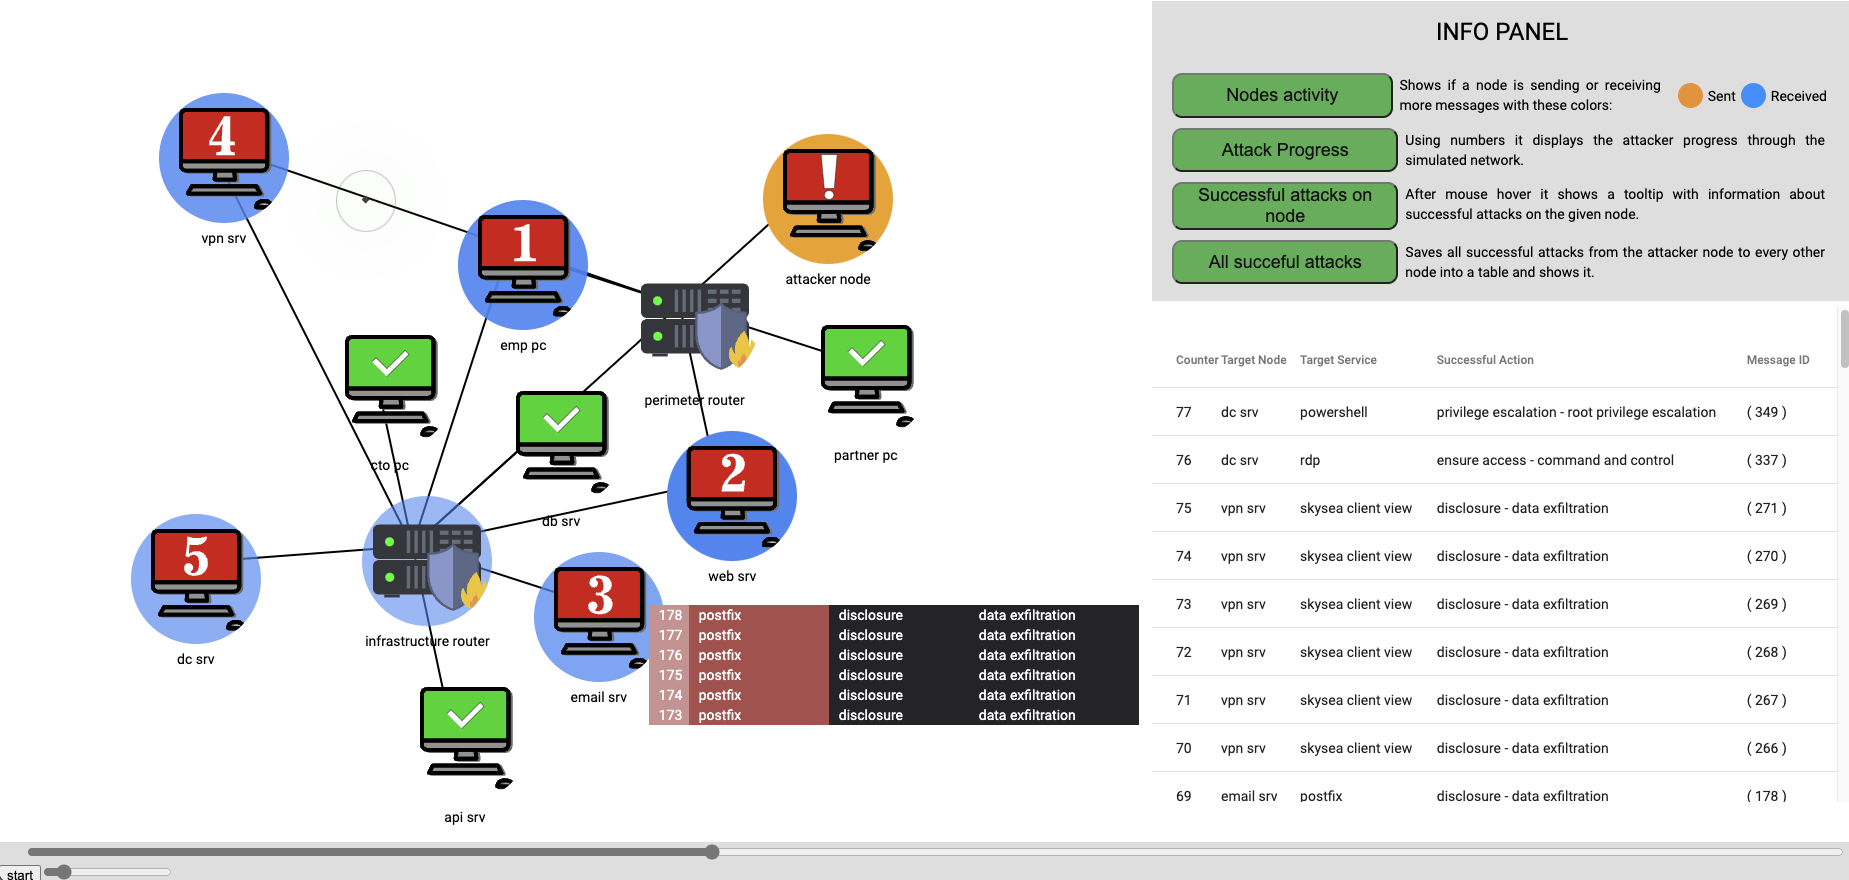 4
vpn srv
1
emp pc
!
attacker node
perimeter router
partner pc
cto pc
db srv
2
web srv
5
dc srv
infrastructure router
3
email srv
178 postfix disclosure data exfiltration
177 postfix disclosure data exfiltration
176 postfix disclosure data exfiltration
175 postfix disclosure data exfiltration
174 postfix disclosure data exfiltration
173 postfix disclosure data exfiltration
api srv
start
INFO PANEL
Nodes activity
Shows if a node is sending or receiving
more messages with these colors:
Sent Received
Attack Progress
Using numbers it displays the attacker progress through the
simulated network.
Successful attacks on
node
After mouse hover it shows a tooltip with information about
successful attacks on the given node.
All succeful attacks
Saves all successful attacks from the attacker node to every other
node into a table and shows it.
Counter Target Node Target Service Successful Action Message ID
77 dc srv powershell privilege escalation - root privilege escalation ( 349 )
76 dc srv rdp ensure access - command and control ( 337 )
75 vpn srv skysea client view disclosure - data exfiltration ( 271 )
74 vpn srv skysea client view disclosure - data exfiltration ( 270 )
73 vpn srv skysea client view disclosure - data exfiltration ( 269 )
72 vpn srv skysea client view disclosure - data exfiltration ( 268 )
71 vpn srv skysea client view disclosure - data exfiltration ( 267 )
70 vpn srv skysea client view disclosure - data exfiltration ( 266 )
69 email srv postfix disclosure - data exfiltration ( 178 )